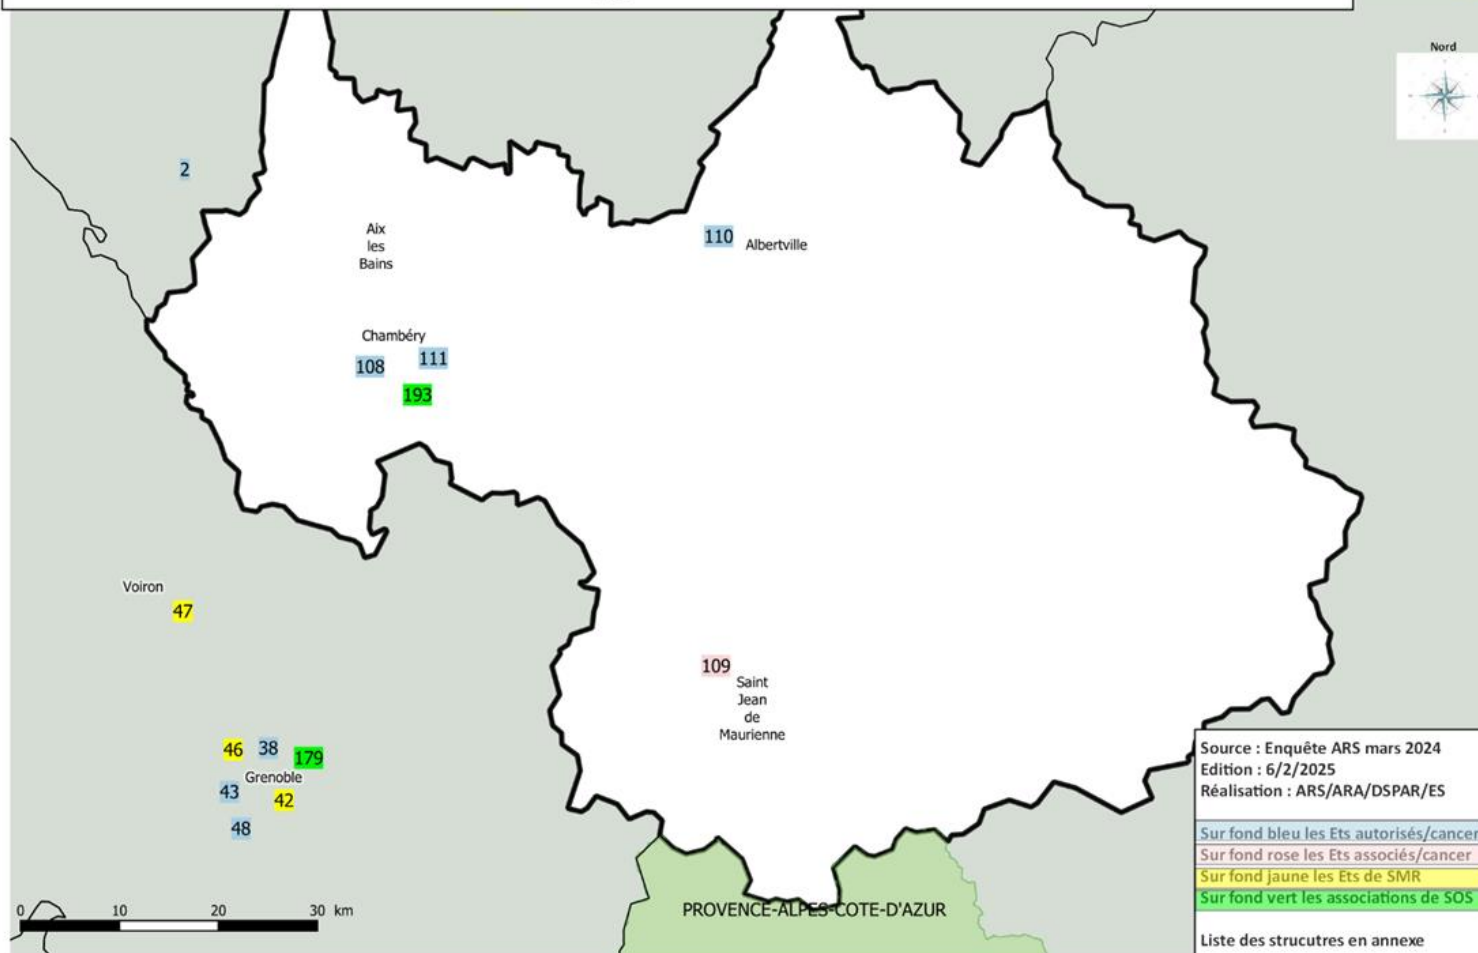 Nord
2
Aix
les
Bains
110
Albertville
Chambéry
108
111
193
Voiron
47
109
Saint
Jean
de
Maurienne
46
38
179
Grenoble
43
42
48
Source : Enquête ARS mars 2024
Edition : 6/2/2025
Réalisation : ARS/ARA/DSPAR/ES
Sur fond bleu les Ets autorisés/cancer
Sur fond rose les Ets associés/cancer
Sur fond jaune les Ets de SMR
Sur fond vert les associations de SOS
Liste des strucutres en annexe
0 10 20 30 km
PROVENCE-ALPES-COTE-D'AZUR